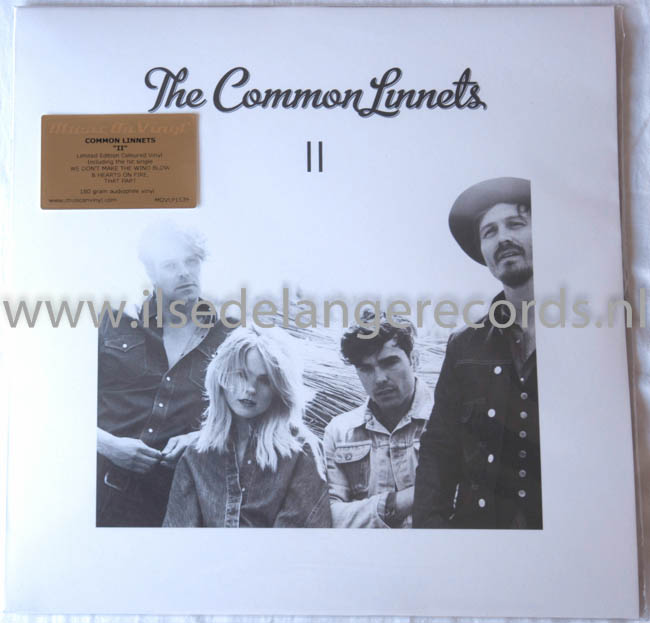 The Common Linnets
II
Music On Vinyl
COMMON LINNETS
"II"
Limited Edition Coloured Vinyl
Including the hit single
WE DON'T MAKE THE WIND BLOW
& HEARTS ON FIRE,
THAT PART
180 gram audiophile vinyl
www.musiconvinyl.com MOVLP1539
www.ilsedelangerecords.nl